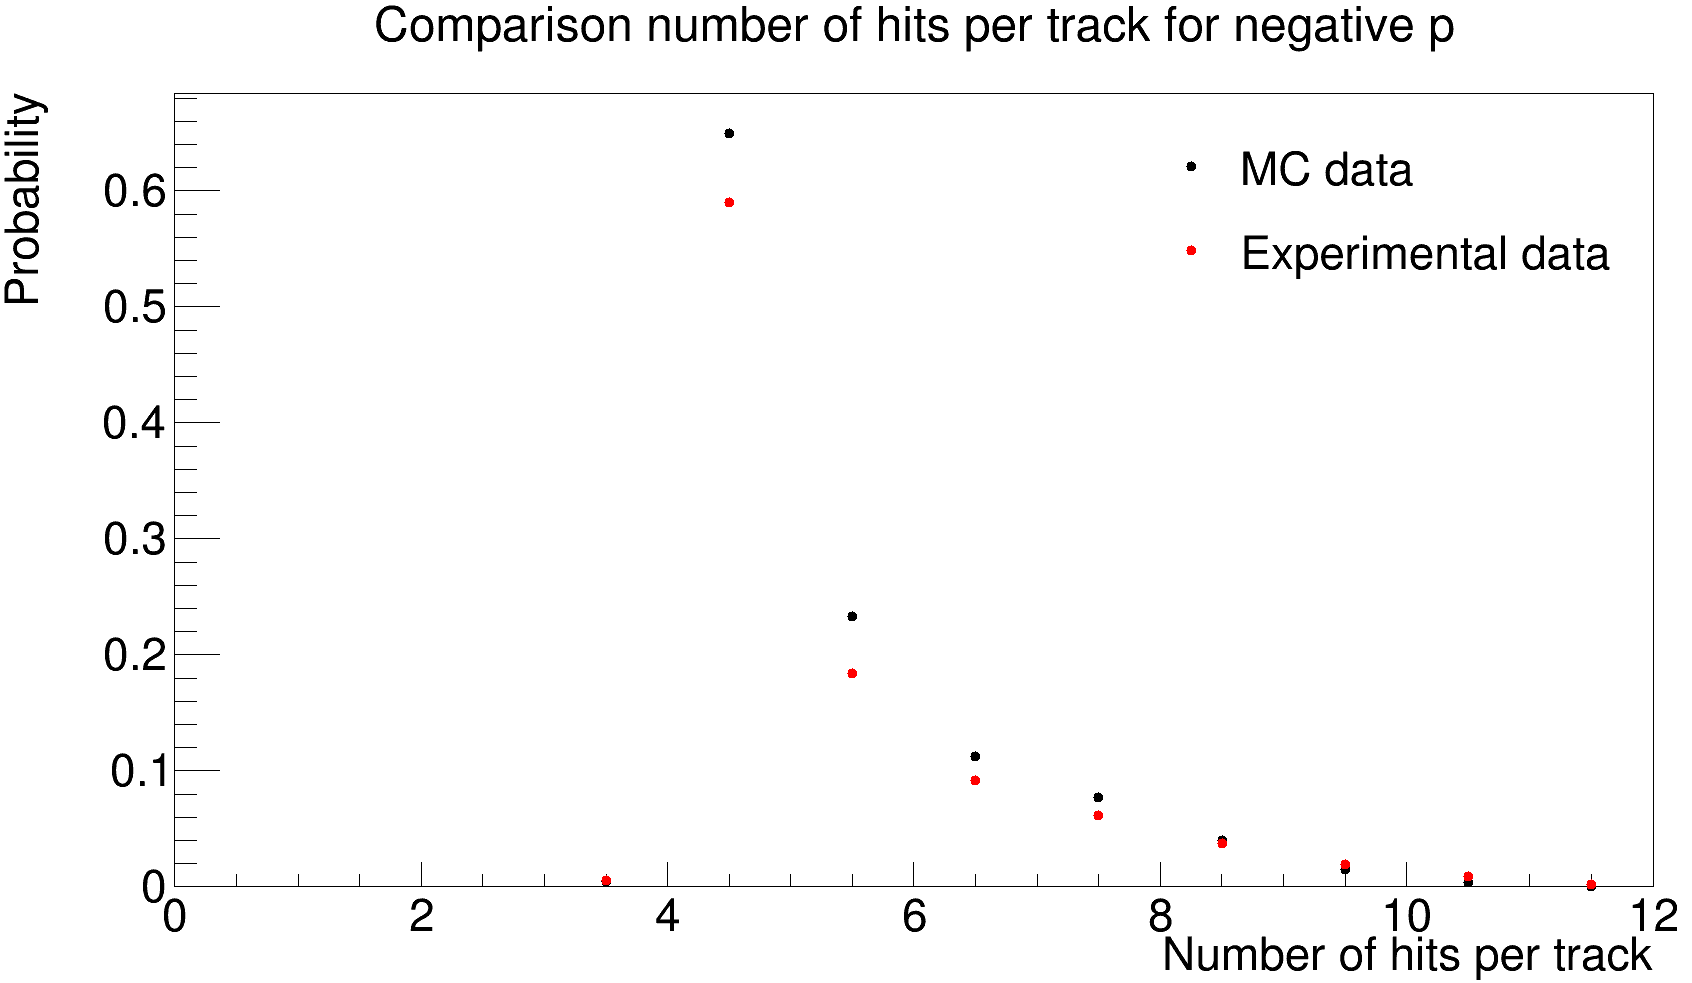 Comparison number of hits per track for negative p
Probability
MC data
Experimental data
0.6
0.5
0.4
0.3
0.2
0.1
0
0 2 4 6 8 10 12
Number of hits per track